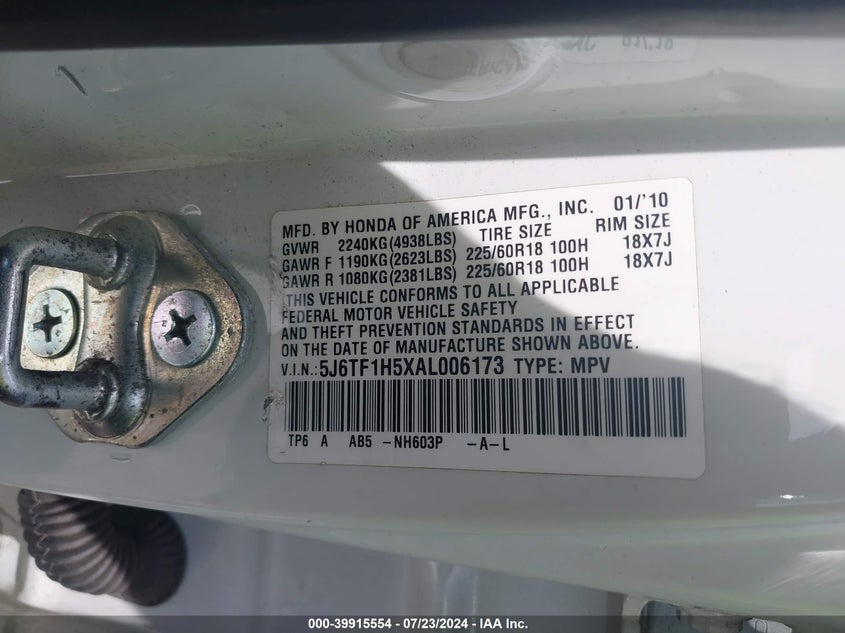 MFD. BY HONDA OF AMERICA MFG., INC. 01/'10
GVWR 2240KG(4938LBS) TIRE SIZE RIM SIZE
GAWR F 1190KG(2623LBS) 225/60R18 100H 18X7J
GAWR R 1080KG(2381LBS) 225/60R18 100H 18X7J
THIS VEHICLE CONFORMS TO ALL APPLICABLE
FEDERAL MOTOR VEHICLE SAFETY
AND THEFT PREVENTION STANDARDS IN EFFECT
ON THE DATE OF MANUFACTURE SHOWN ABOVE.
V.I.N.:5J6TF1H5XAL006173 TYPE: MPV
TP6 A AB5 -NH603P -A-L
000-39915554 / 07/23/2024 - IAA Inc.